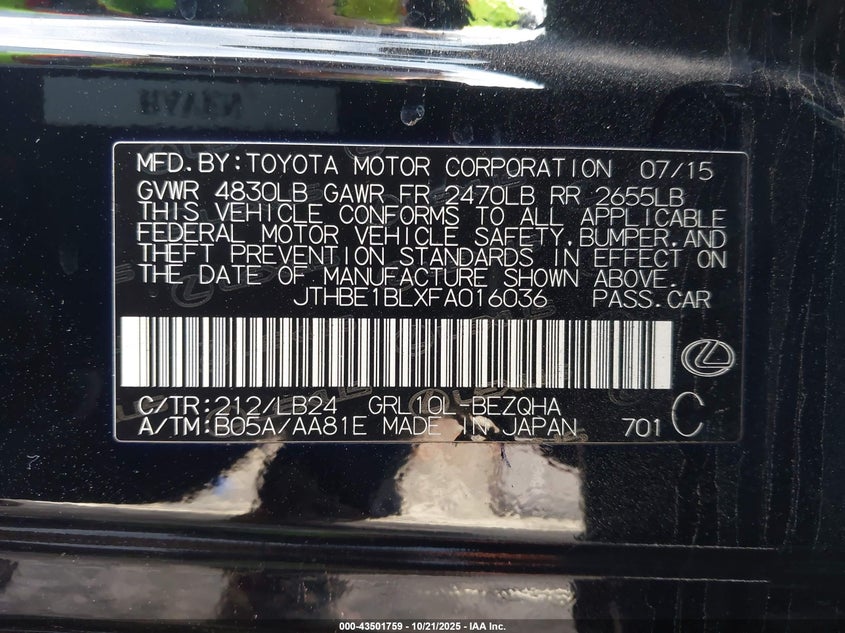 MFD.BY:TOYOTA MOTOR CORPORATION 07/15
GVWR 4830LB GAWR FR 2470LB RR 2655LB
THIS VEHICLE CONFORMS TO ALL APPLICABLE
FEDERAL MOTOR VEHICLE SAFETY,BUMPER,AND
THEFT PREVENTION STANDARDS IN EFFECT ON
THE DATE OF MANUFACTURE SHOWN ABOVE.
JTHBE1BLXFA016036 PASS.CAR
C/TR:212/LB24 GRL10L-BEZQHA
A/TM:B05A/AA81E MADE IN JAPAN 701 C
000-43501759 - 10/21/2025 - IAA Inc.